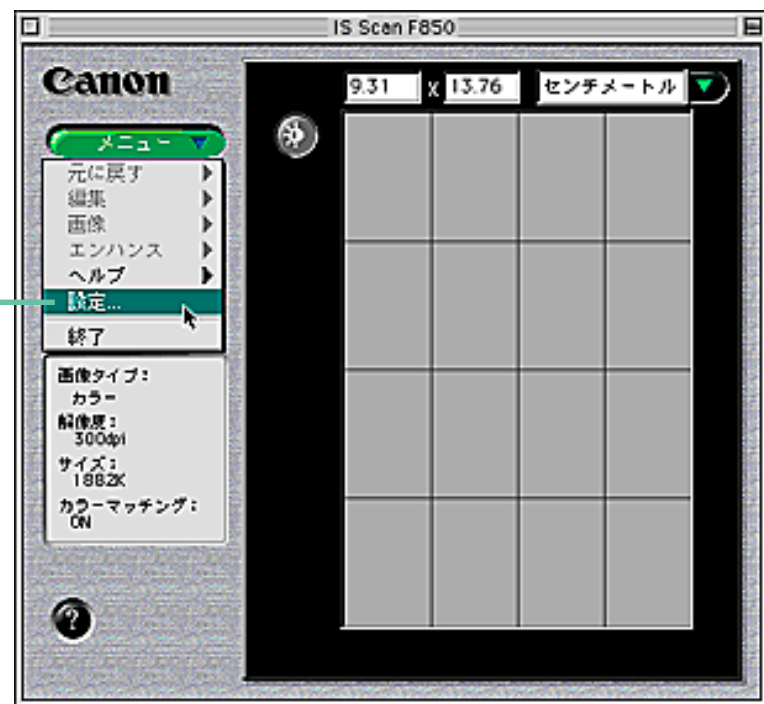 IS Scan F850
Canon
9.31 x 13.76 センチメートル
メニュー
元に戻す
編集
画像
エンハンス
ヘルプ
設定...
終了
画像タイプ：
カラー
解像度：
300dpi
サイズ：
1882K
カラーマッチング：
ON
?